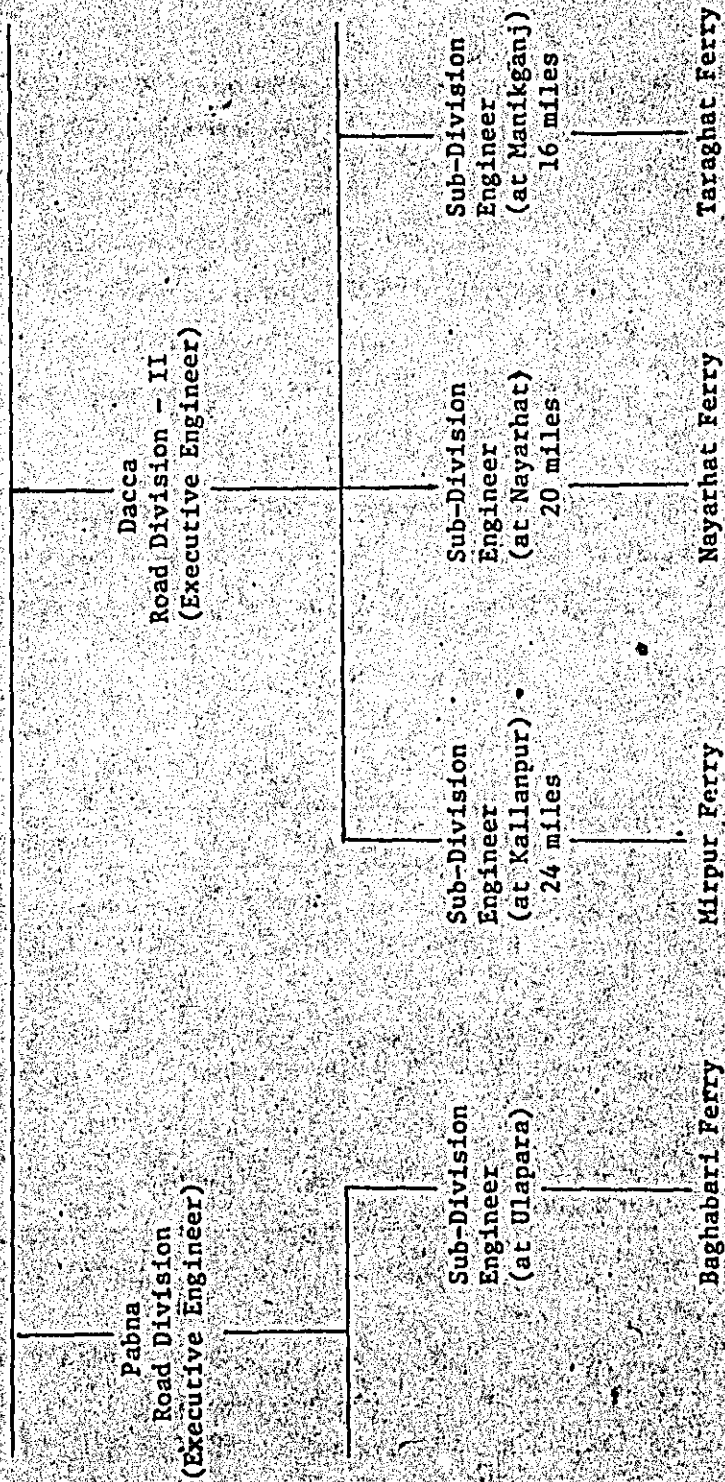 Pabna
Road Division
(Executive Engineer)
Dacca
Road Division - II
(Executive Engineer)
Sub-Division
Engineer
(at Ulapara)
Sub-Division
Engineer
(at Kallanpur)
24 miles
Sub-Division
Engineer
(at Nayarhat)
20 miles
Sub-Division
Engineer
(at Manikganj)
16 miles
Baghabari Ferry
Mirpur Ferry
Nayarhat Ferry
Taraghat Ferry